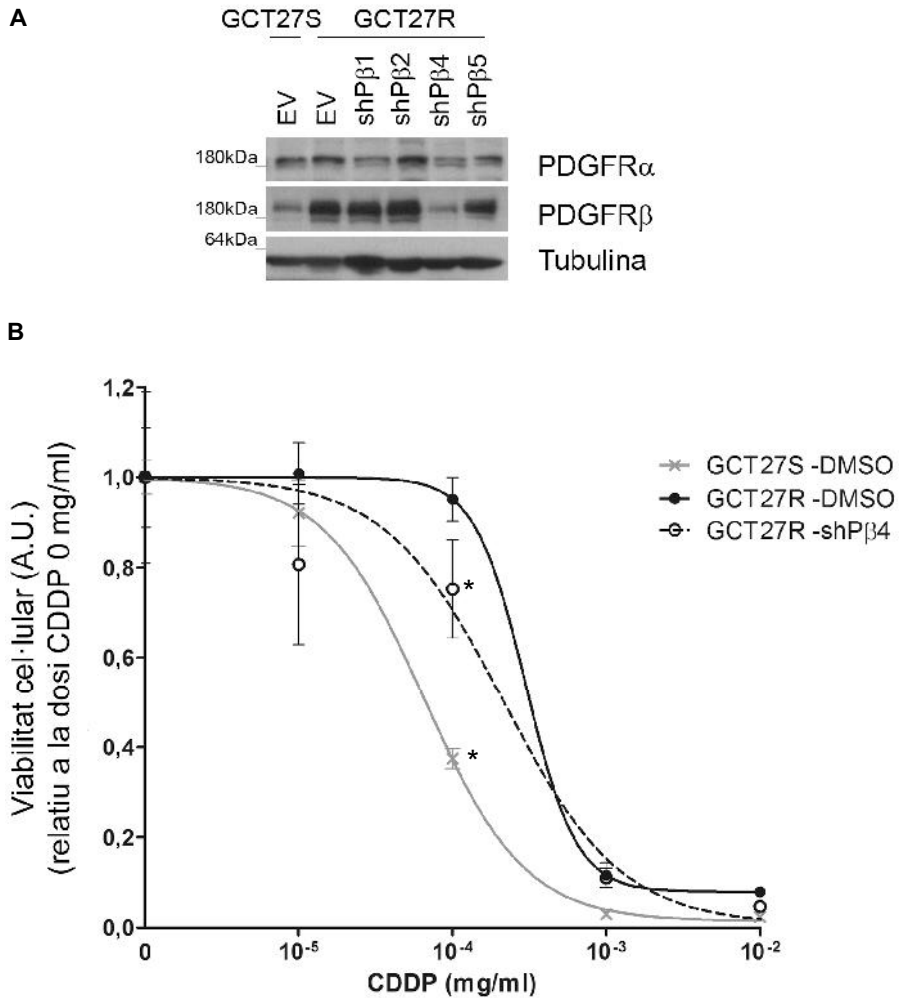 A
GCT27S GCT27R
EV EV shPβ1 shPβ2 shPβ4 shPβ5
180kDa PDGFRα
180kDa PDGFRβ
64kDa Tubulina
B
Viabilitat cel·lular (A.U.)
(relatiu a la dosi CDDP 0 mg/ml)
1,2
1,0
0,8
0,6
0,4
0,2
0,0
*
*
GCT27S -DMSO
GCT27R -DMSO
GCT27R -shPβ4
0 10⁻⁵ 10⁻⁴ 10⁻³ 10⁻²
CDDP (mg/ml)